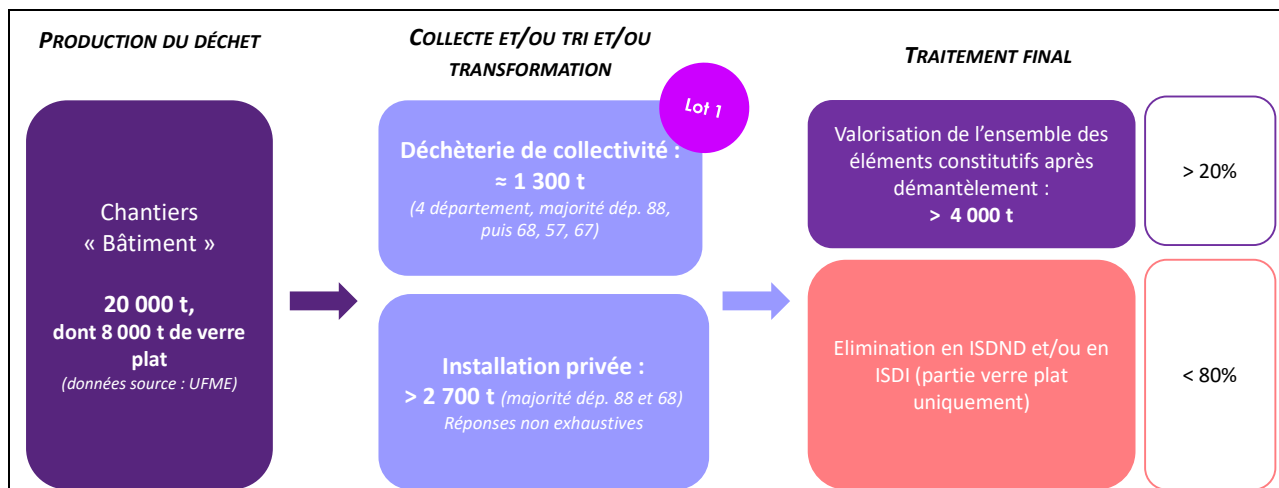 PRODUCTION DU DÉCHET
COLLECTE ET/OU TRI ET/OU
TRANSFORMATION
TRAITEMENT FINAL
Chantiers
« Bâtiment »
20 000 t,
dont 8 000 t de verre
plat
(données source : UFME)
Lot 1
Déchèterie de collectivité :
≈ 1 300 t
(4 département, majorité dép. 88,
puis 68, 57, 67)
Installation privée :
> 2 700 t (majorité dép. 88 et 68)
Réponses non exhaustives
Valorisation de l’ensemble des
éléments constitutifs après
démantèlement :
> 4 000 t
> 20%
Elimination en ISDND et/ou en
ISDI (partie verre plat
uniquement)
< 80%